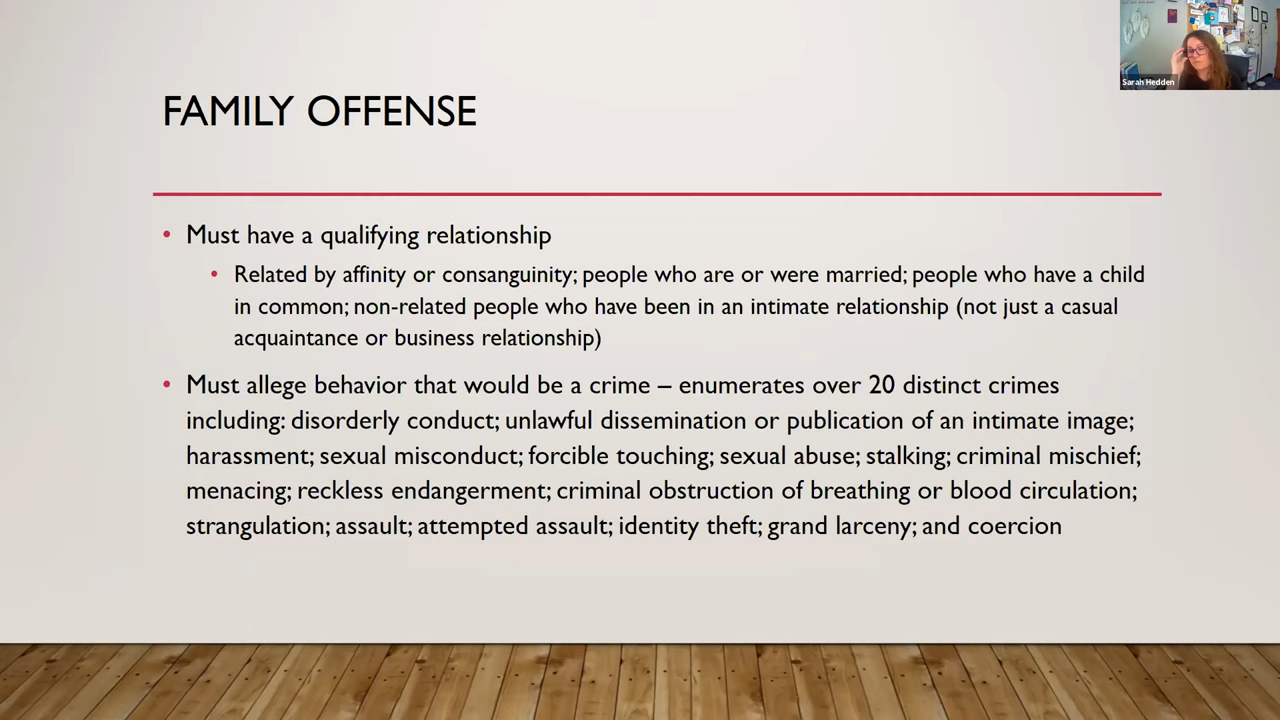 Sarah Hedden
FAMILY OFFENSE
• Must have a qualifying relationship
• Related by affinity or consanguinity; people who are or were married; people who have a child
in common; non-related people who have been in an intimate relationship (not just a casual
acquaintance or business relationship)
• Must allege behavior that would be a crime – enumerates over 20 distinct crimes
including: disorderly conduct; unlawful dissemination or publication of an intimate image;
harassment; sexual misconduct; forcible touching; sexual abuse; stalking; criminal mischief;
menacing; reckless endangerment; criminal obstruction of breathing or blood circulation;
strangulation; assault; attempted assault; identity theft; grand larceny; and coercion